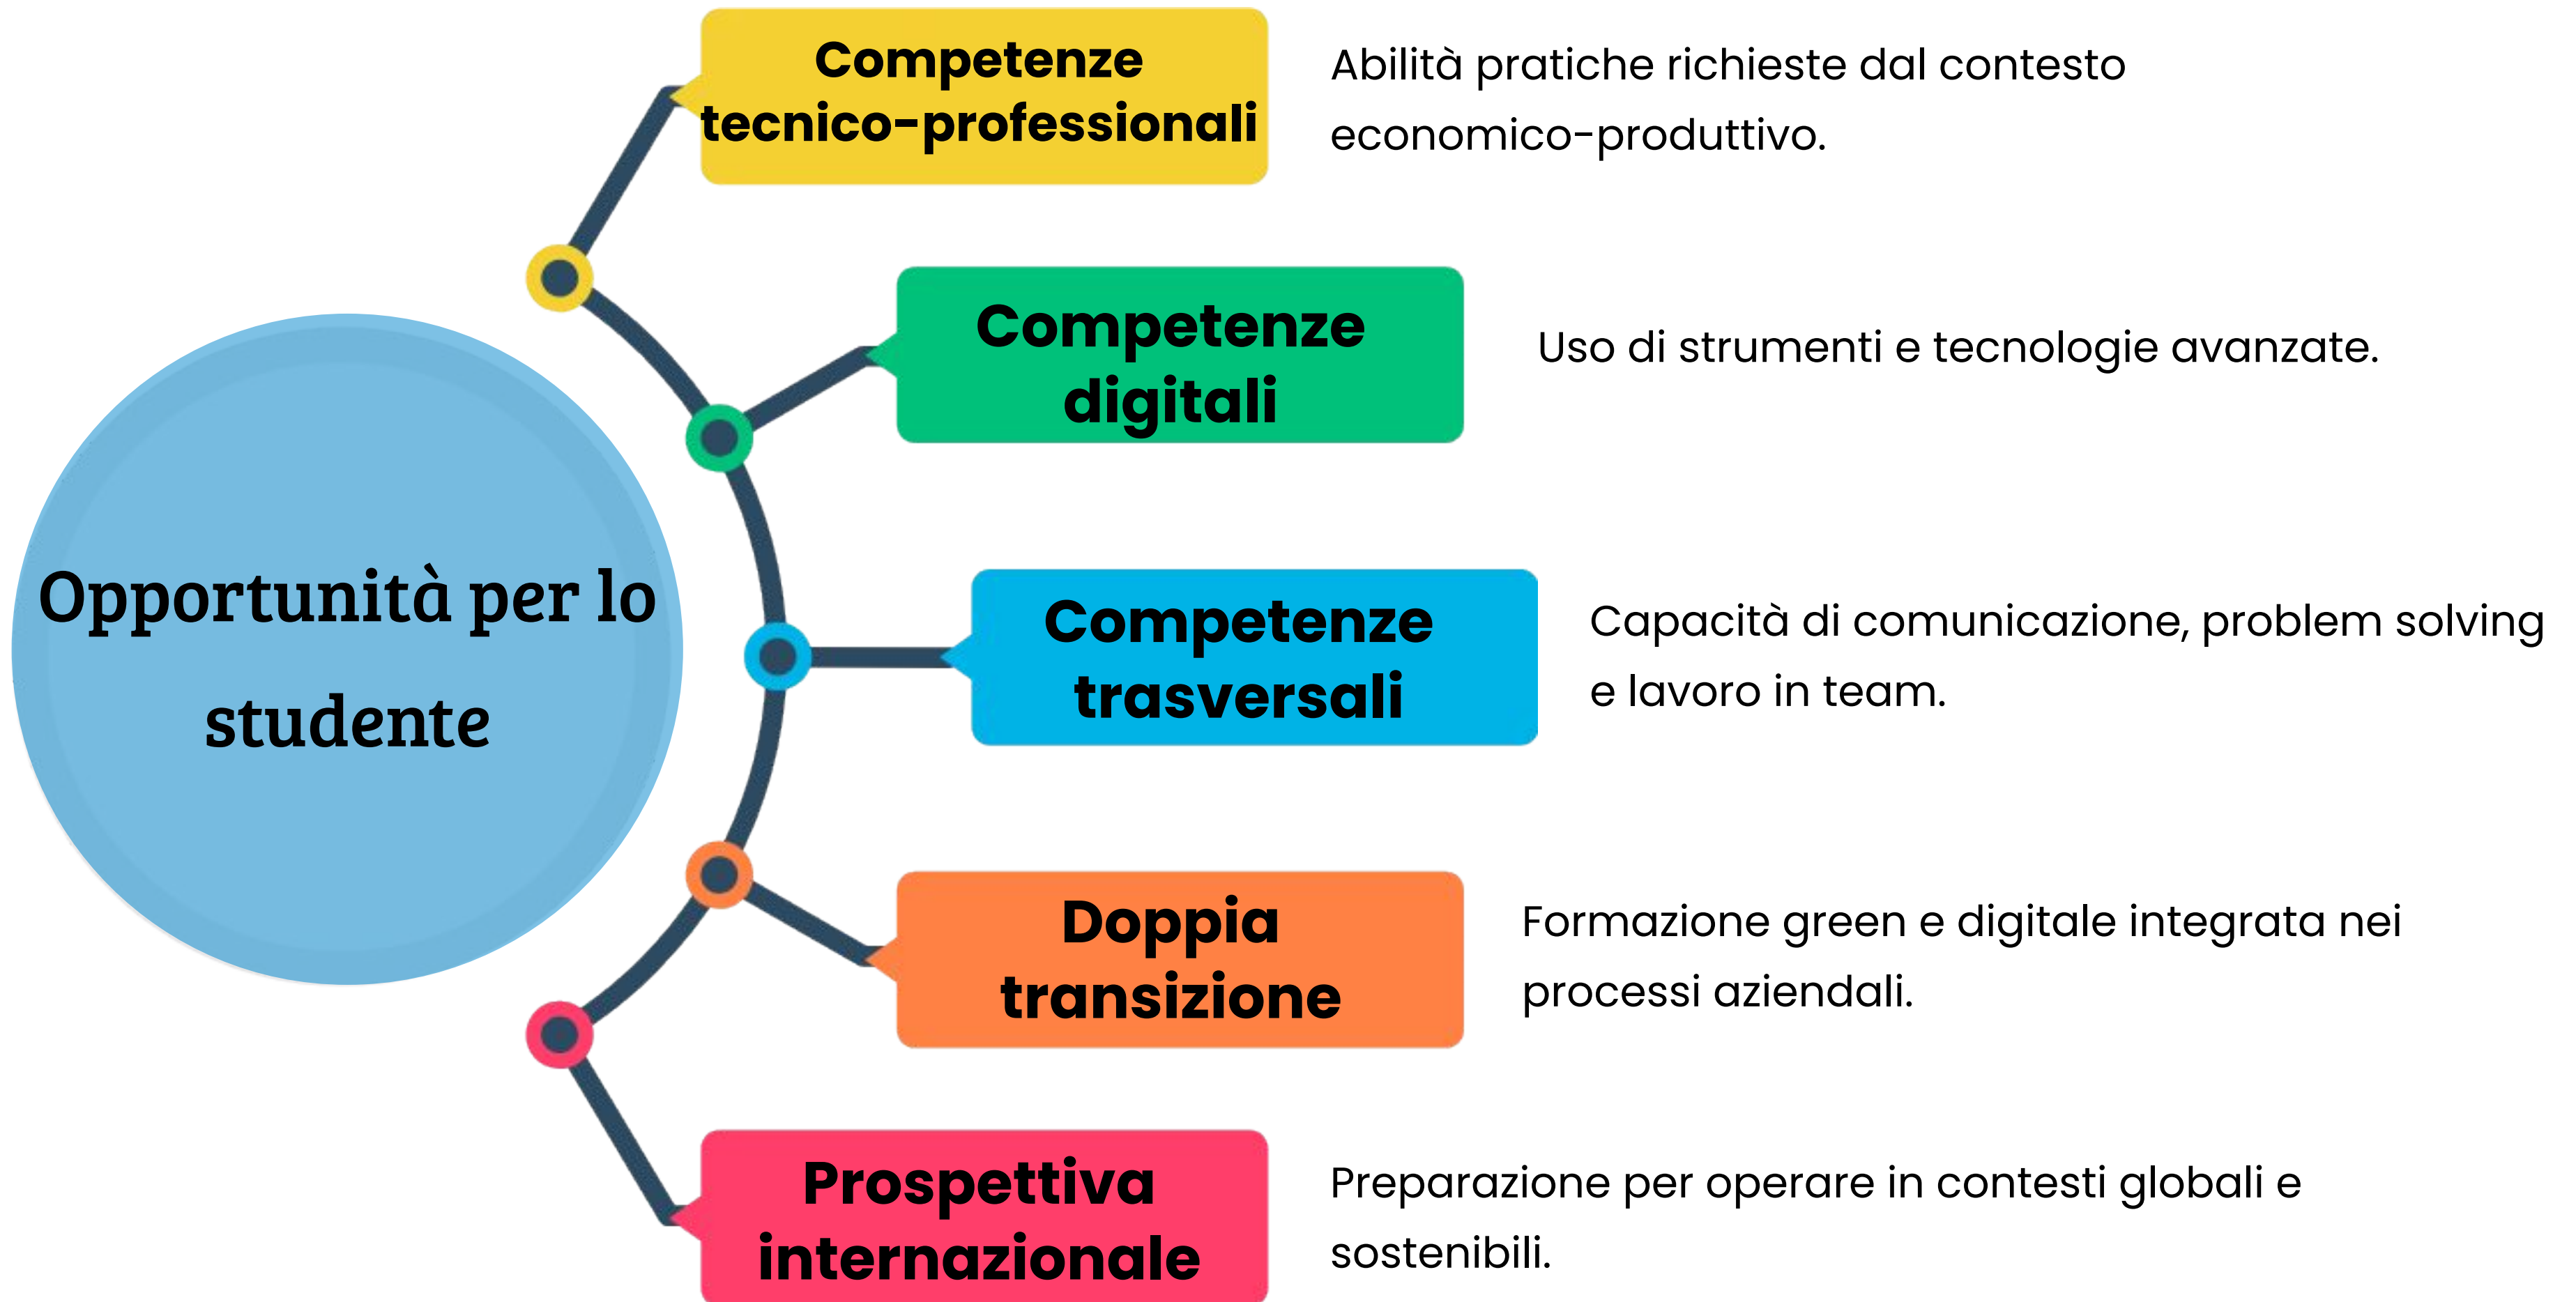 Opportunità per lo
studente
Competenze
tecnico-professionali
Abilità pratiche richieste dal contesto
economico-produttivo.
Competenze
digitali
Uso di strumenti e tecnologie avanzate.
Competenze
trasversali
Capacità di comunicazione, problem solving
e lavoro in team.
Doppia
transizione
Formazione green e digitale integrata nei
processi aziendali.
Prospettiva
internazionale
Preparazione per operare in contesti globali e
sostenibili.